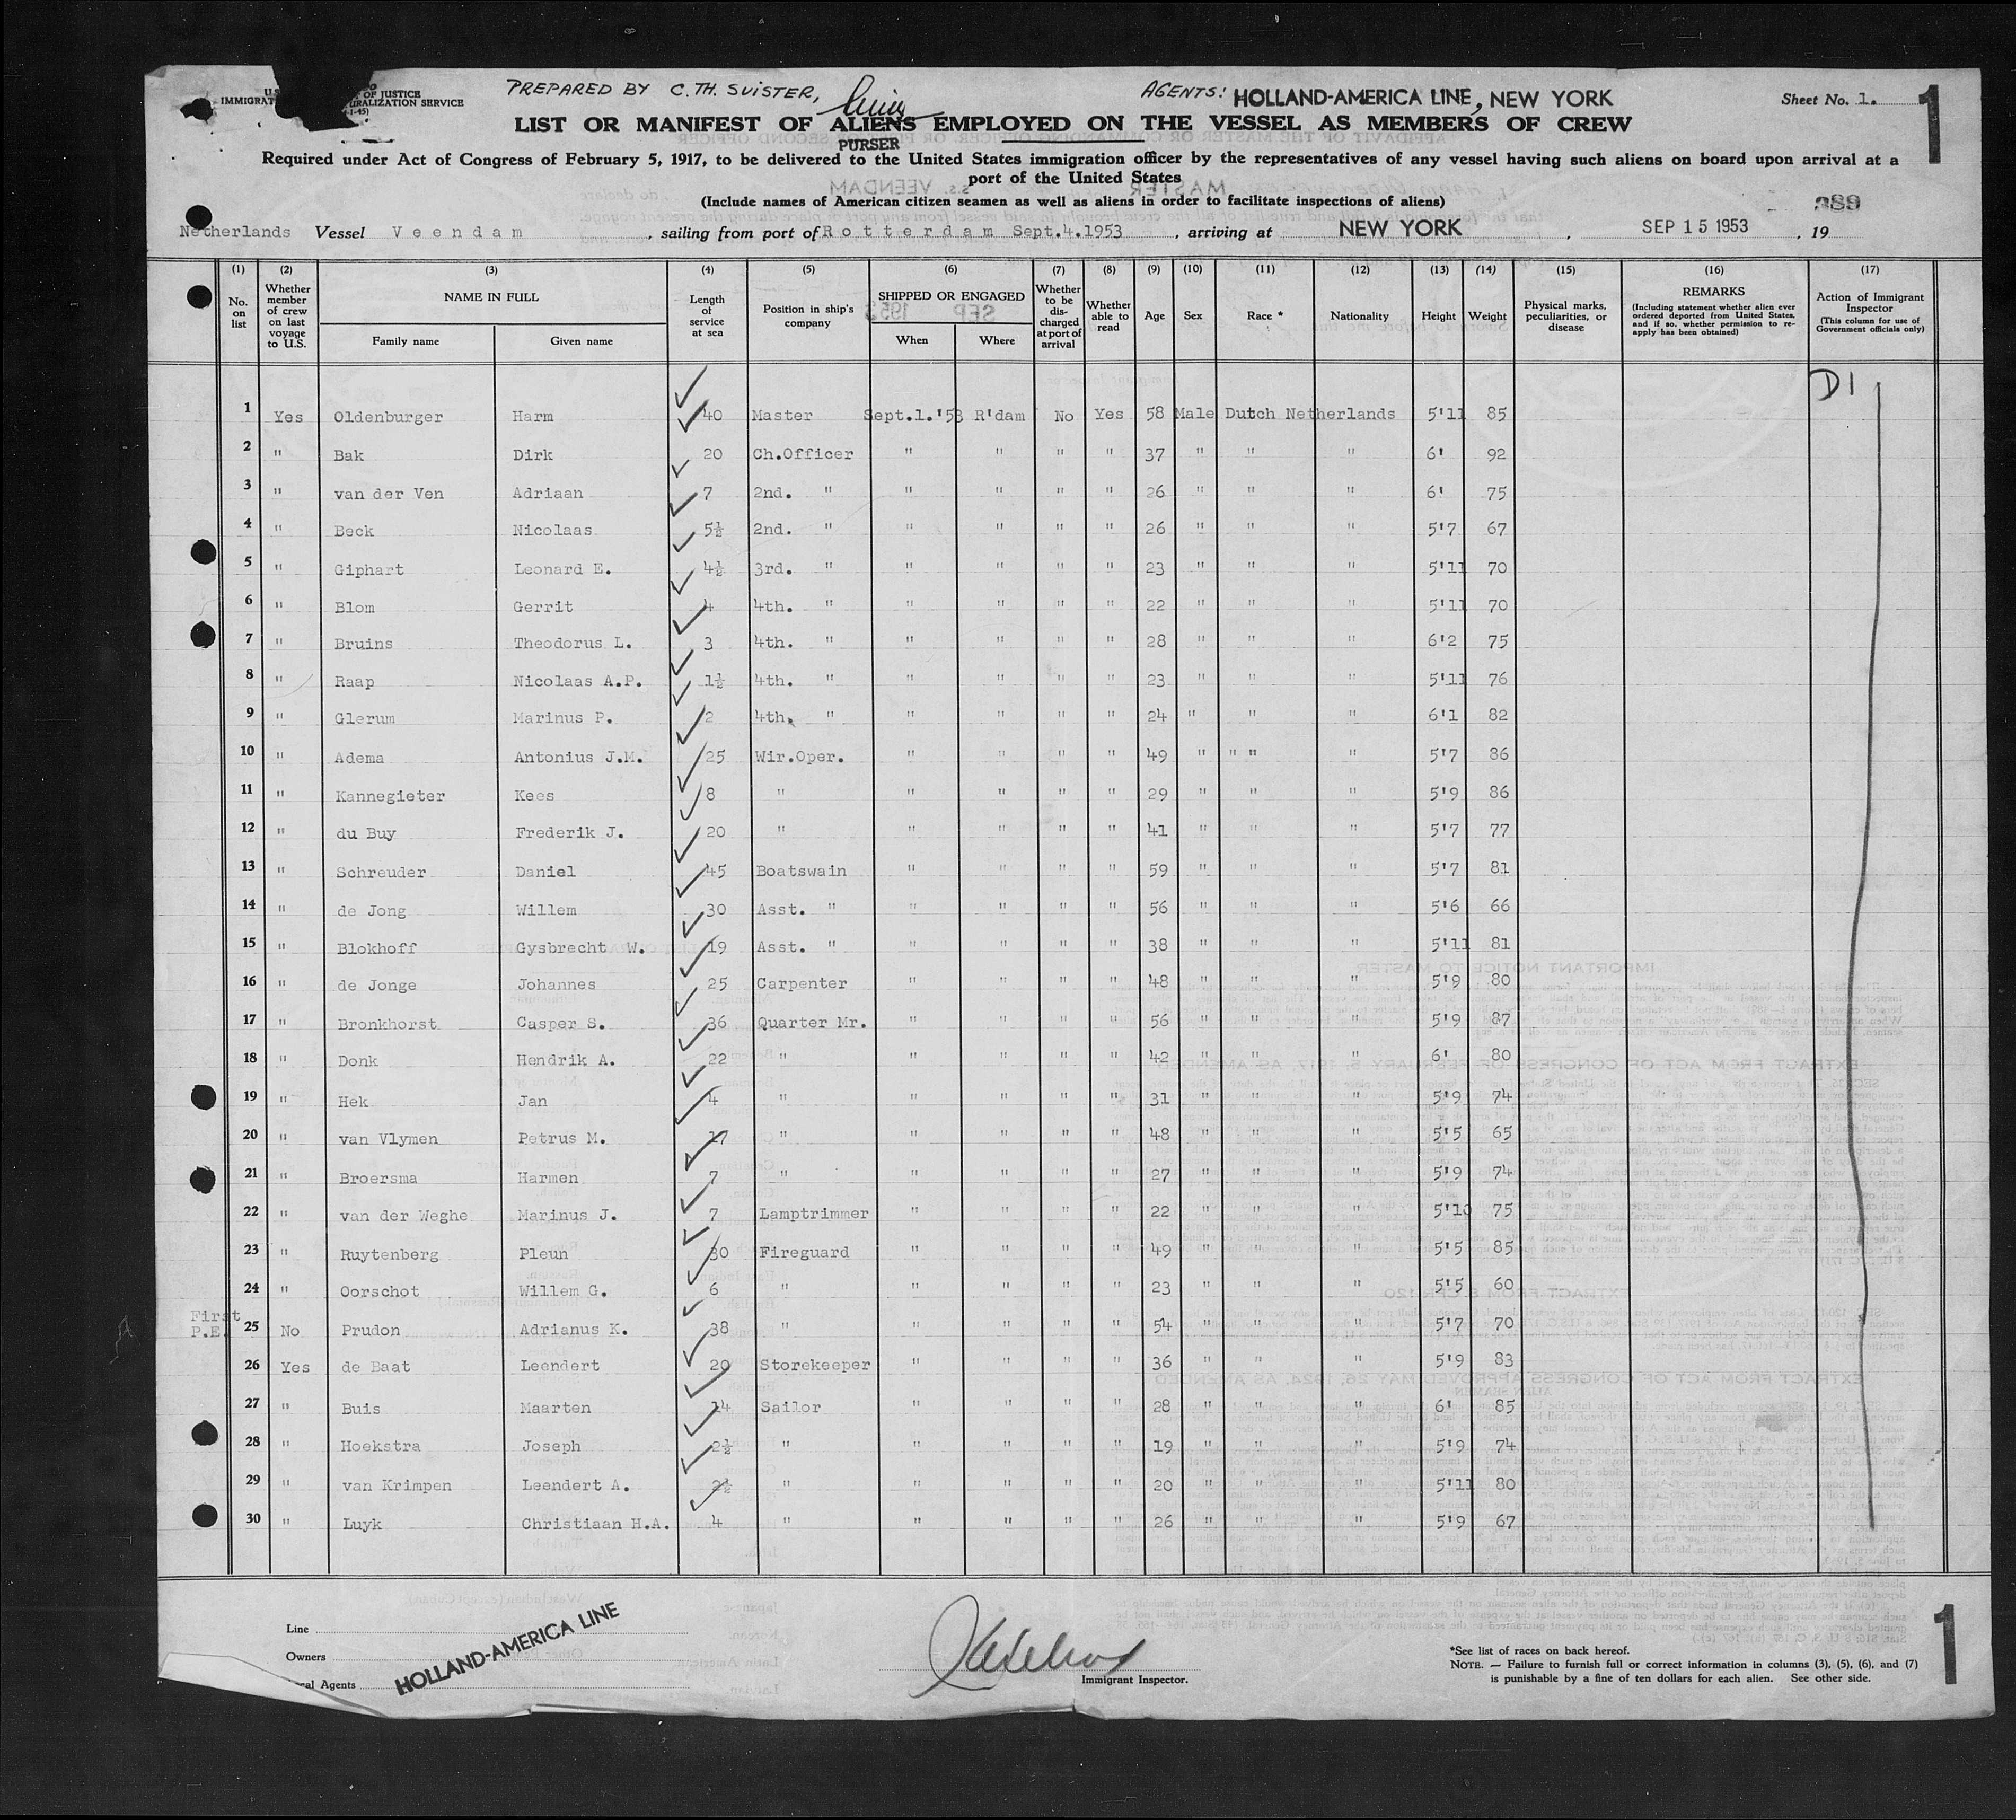 PREPARED BY C. TH. SUISTER,
AGENTS: HOLLAND-AMERICA LINE, NEW YORK
Sheet No. 1.
1
OF JUSTICE
IMMIGRAT URALIZATION SERVICE
LIST OR MANIFEST OF ALIENS EMPLOYED ON THE VESSEL AS MEMBERS OF CREW
PURSER
Required under Act of Congress of February 5, 1917, to be delivered to the United States immigration officer by the representatives of any vessel having such aliens on board upon arrival at a
port of the United States
(Include names of American citizen seamen as well as aliens in order to facilitate inspections of aliens)
389
Netherlands Vessel Veendam, sailing from port of Rotterdam Sept.4.1953, arriving at NEW YORK, SEP 15 1953, 19
(1) (2) (3) (4) (5) (6) (7) (8) (9) (10) (11) (12) (13) (14) (15) (16) (17)
No. on list
Whether member of crew on last voyage to U.S.
NAME IN FULL
Family name Given name
Length of service at sea
Position in ship's company
SHIPPED OR ENGAGED
When Where
Whether to be discharged at port of arrival
Whether able to read
Age
Sex
Race *
Nationality
Height
Weight
Physical marks, peculiarities, or disease
REMARKS
(Including statement whether alien ever ordered deported from United States, and if so, whether permission to reapply has been obtained)
Action of Immigrant Inspector
(This column for use of Government officials only)
D1
1 Yes Oldenburger Harm 40 Master Sept.1.'53 R'dam No Yes 58 Male Dutch Netherlands 5'11 85
2 " Bak Dirk 20 Ch.Officer " " " " 37 " " " 6' 92
3 " van der Ven Adriaan 7 2nd. " " " " " 26 " " " 6' 75
4 " Beck Nicolaas 5½ 2nd. " " " " " 26 " " " 5'7 67
5 " Giphart Leonard E. 4½ 3rd. " " " " " 23 " " " 5'11 70
6 " Blom Gerrit 4 4th. " " " " " 22 " " " 5'11 70
7 " Bruins Theodorus L. 3 4th. " " " " " 28 " " " 6'2 75
8 " Raap Nicolaas A.P. 1½ 4th. " " " " " 23 " " " 5'11 76
9 " Glerum Marinus P. 2 4th. " " " " " 24 " " " 6'1 82
10 " Adema Antonius J.M. 25 Wir.Oper. " " " " 49 " " " " 5'7 86
11 " Kannegieter Kees 8 " " " " " 29 " " " 5'9 86
12 " du Buy Frederik J. 20 " " " " " 41 " " " 5'7 77
13 " Schreuder Daniel 45 Boatswain " " " " 59 " " " 5'7 81
14 " de Jong Willem 30 Asst. " " " " " 56 " " " 5'6 66
15 " Blokhoff Gysbrecht W. 19 Asst. " " " " " 38 " " " 5'11 81
16 " de Jonge Johannes 25 Carpenter " " " " 48 " " " 5'9 80
17 " Bronkhorst Casper S. 36 Quarter Mr. " " " " 56 " " " 5'9 87
18 " Donk Hendrik A. 22 " " " " " 42 " " " 6' 80
19 " Hek Jan 4 " " " " " 31 " " " 5'9 74
20 " van Vlymen Petrus M. 27 " " " " " 48 " " " 5'5 65
21 " Broersma Harmen 7 " " " " " 27 " " " 5'9 74
22 " van der Weghe Marinus J. 7 Lamptrimmer " " " " 22 " " " 5'10 75
23 " Ruytenberg Pleun 30 Fireguard " " " " 49 " " " 5'5 85
24 " Oorschot Willem G. 6 " " " " " 23 " " " 5'5 60
First P.E. 25 No Prudon Adrianus K. 38 " " " " " 54 " " " 5'7 70
26 Yes de Baat Leendert 20 Storekeeper " " " " 36 " " " 5'9 83
27 " Buis Maarten 14 Sailor " " " " 28 " " " 6' 85
28 " Hoekstra Joseph 2½ " " " " " 19 " " " 5'9 74
29 " van Krimpen Leendert A. 2½ " " " " " 20 " " " 5'11 80
30 " Luyk Christiaan H.A. 4 " " " " " 26 " " " 5'9 67
Line
Owners
Agents
HOLLAND-AMERICA LINE
Immigrant Inspector.
*See list of races on back hereof.
NOTE. — Failure to furnish full or correct information in columns (3), (5), (6), and (7)
is punishable by a fine of ten dollars for each alien. See other side.
1